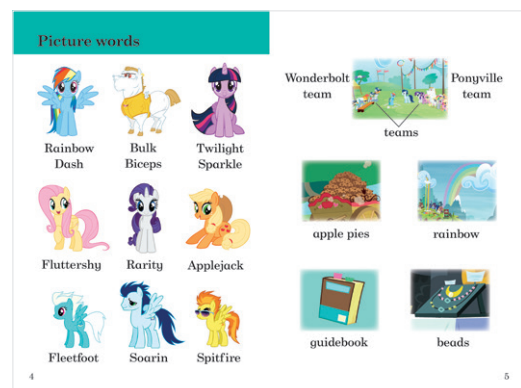 Picture words
Rainbow
Dash
Bulk
Biceps
Twilight
Sparkle
Fluttershy
Rarity
Applejack
Fleetfoot
Soarin
Spitfire
4
Wonderbolt
team
Ponyville
team
teams
apple pies
rainbow
guidebook
beads
5